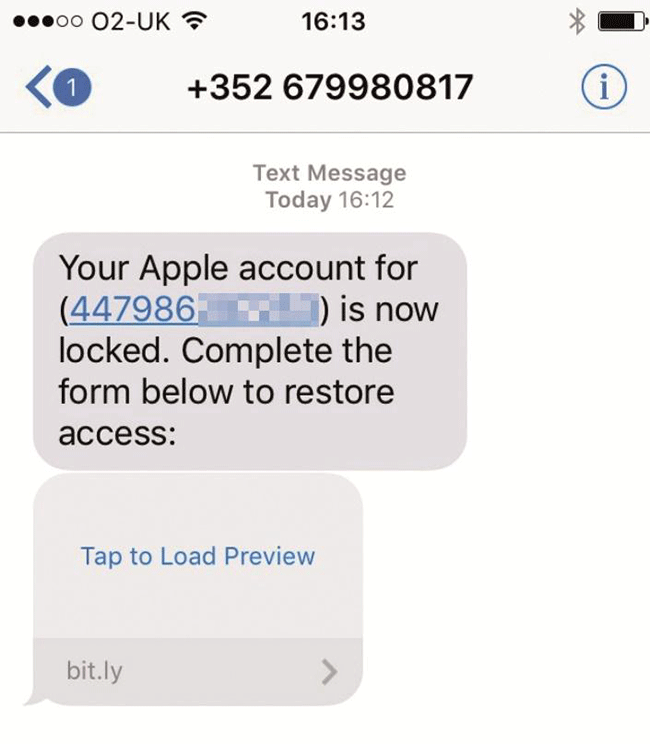 O2-UK 16:13
1 +352 679980817 i
Text Message
Today 16:12
Your Apple account for
(447986 ) is now
locked. Complete the
form below to restore
access:
Tap to Load Preview
bit.ly